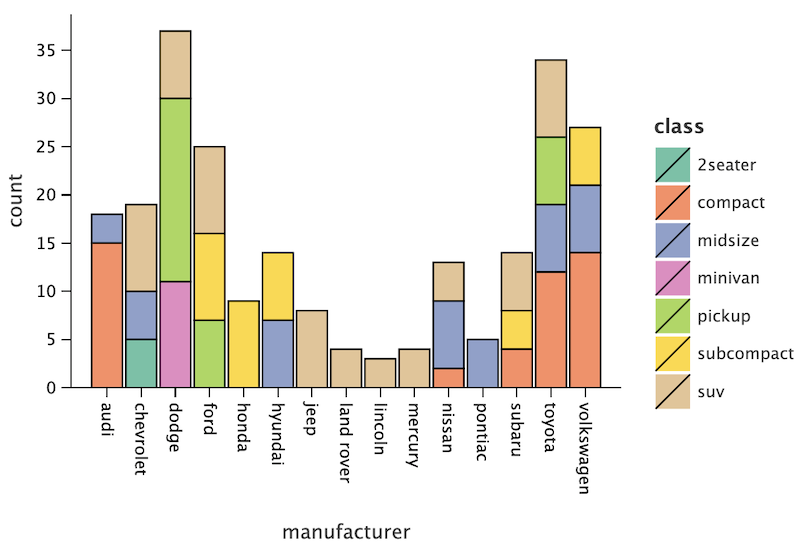 35
30
25
20
15
10
5
0
count
audi
chevrolet
dodge
ford
honda
hyundai
jeep
land rover
lincoln
mercury
nissan
pontiac
subaru
toyota
volkswagen
manufacturer
class
2seater
compact
midsize
minivan
pickup
subcompact
suv